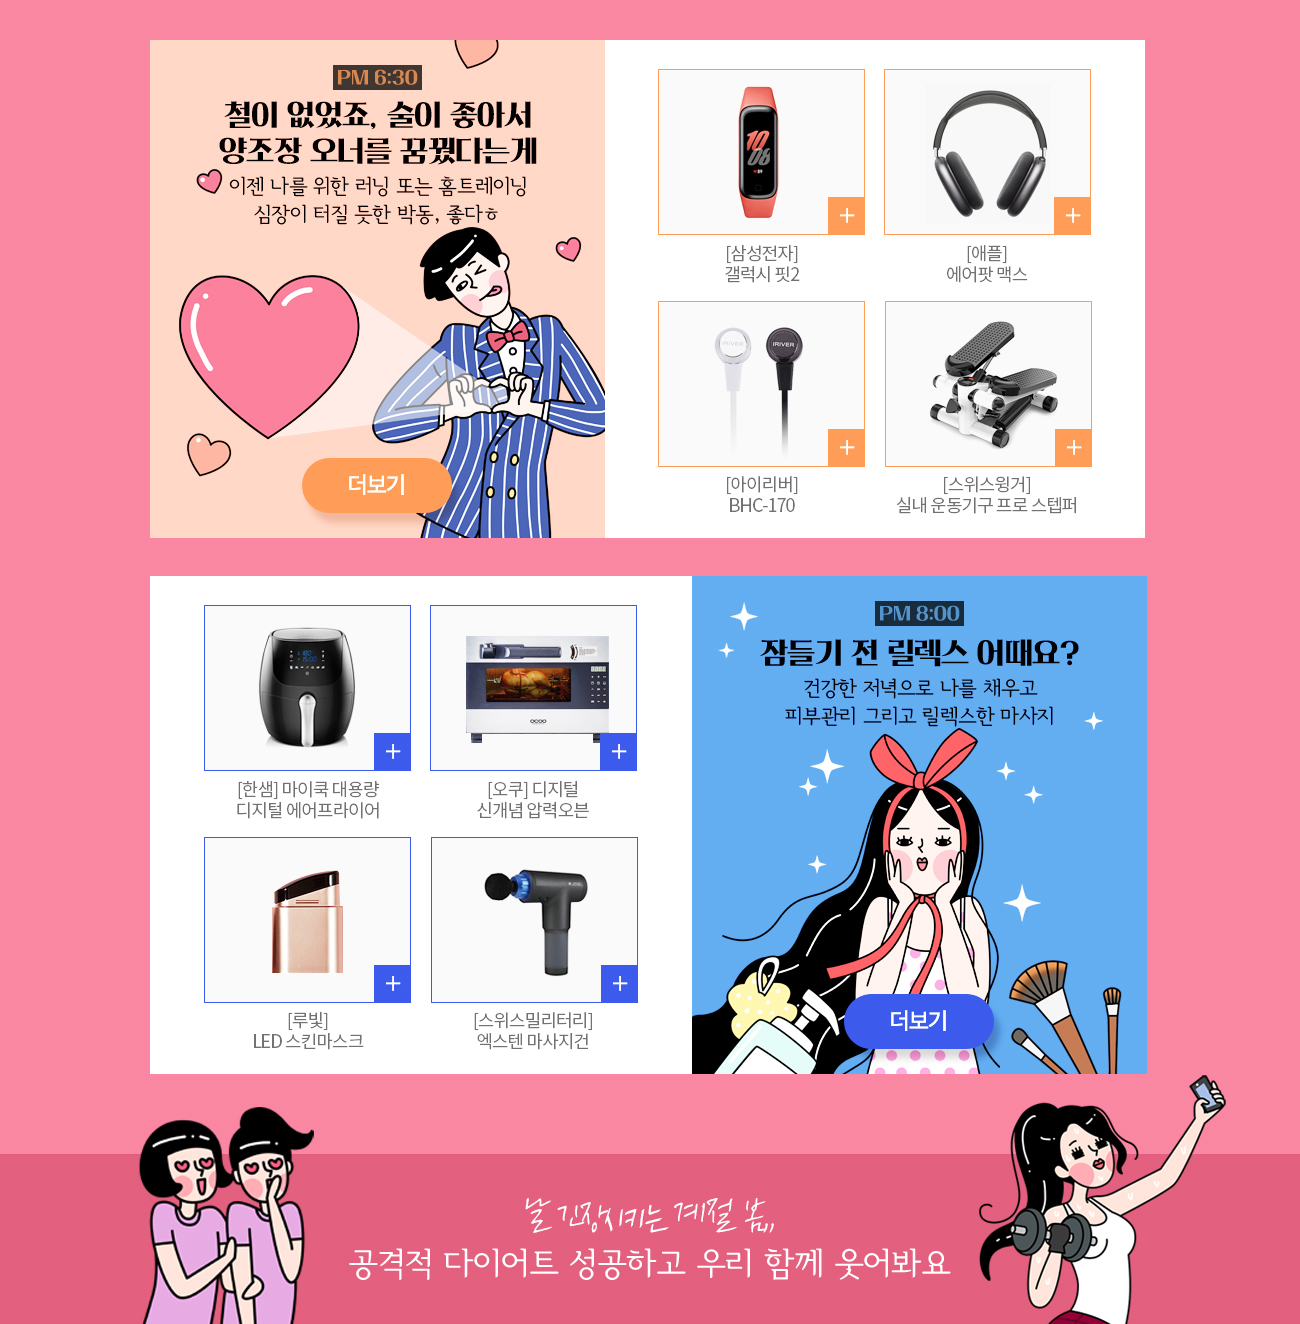 PM 6:30
철이 없었죠, 술이 좋아서
양조장 오너를 꿈꿨다는게
이젠 나를 위한 러닝 또는 홈트레이닝
심장이 터질 듯한 박동, 좋다ㅎ
더보기
10
08
[삼성전자]
갤럭시 핏2
[애플]
에어팟 맥스
IRIVER
IRIVER
[아이리버]
BHC-170
[스위스윙거]
실내 운동기구 프로 스텝퍼
[한샘] 마이쿡 대용량
디지털 에어프라이어
OCOO
[오쿠] 디지털
신개념 압력오븐
[루빛]
LED 스킨마스크
[스위스밀리터리]
엑스텐 마사지건
PM 8:00
잠들기 전 릴렉스 어때요?
건강한 저녁으로 나를 채우고
피부관리 그리고 릴렉스한 마사지
더보기
날 긴장시키는 계절 봄,,
공격적 다이어트 성공하고 우리 함께 웃어봐요